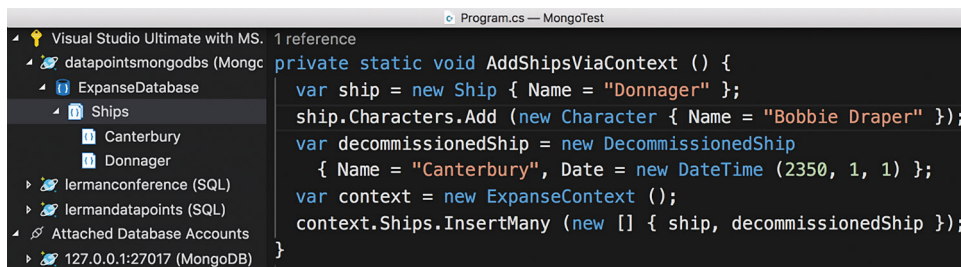 Program.cs — MongoTest
Visual Studio Ultimate with MS.
datapointsmongodbs (Mongc
ExpanseDatabase
Ships
Canterbury
Donnager
lermanconference (SQL)
lermandatapoints (SQL)
Attached Database Accounts
127.0.0.1:27017 (MongoDB)
1 reference
private static void AddShipsViaContext () {
var ship = new Ship { Name = "Donnager" };
ship.Characters.Add (new Character { Name = "Bobbie Draper" });
var decommissionedShip = new DecommissionedShip
{ Name = "Canterbury", Date = new DateTime (2350, 1, 1) };
var context = new ExpanseContext ();
context.Ships.InsertMany (new [] { ship, decommissionedShip });
}